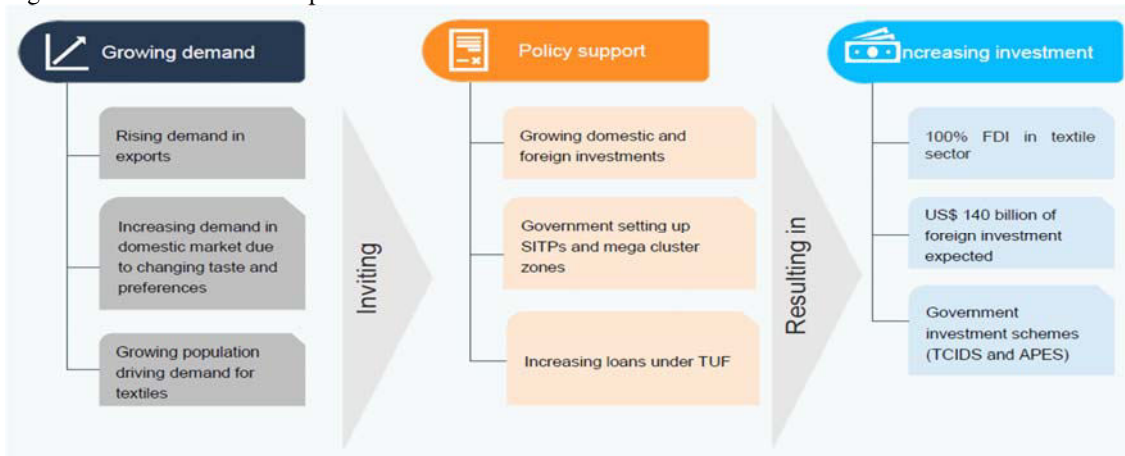 Growing demand
Rising demand in
exports
Increasing demand in
domestic market due
to changing taste and
preferences
Growing population
driving demand for
textiles
Inviting
Policy support
Growing domestic and
foreign investments
Government setting up
SITPs and mega cluster
zones
Increasing loans under TUF
Resulting in
Increasing investment
100% FDI in textile
sector
US$ 140 billion of
foreign investment
expected
Government
investment schemes
(TCIDS and APES)